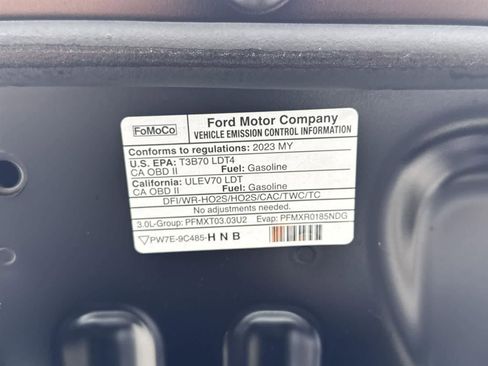 FoMoCo
Ford Motor Company
VEHICLE EMISSION CONTROL INFORMATION
Conforms to regulations: 2023 MY
U.S. EPA: T3B70 LDT4
CA OBD II Fuel: Gasoline
California: ULEV70 LDT
CA OBD II Fuel: Gasoline
DFI/WR-HO2S/HO2S/CAC/TWC/TC
No adjustments needed.
3.0L-Group: PFMXT03.03U2 Evap: PFMXR0185NDG
PW7E-9C485-HNB